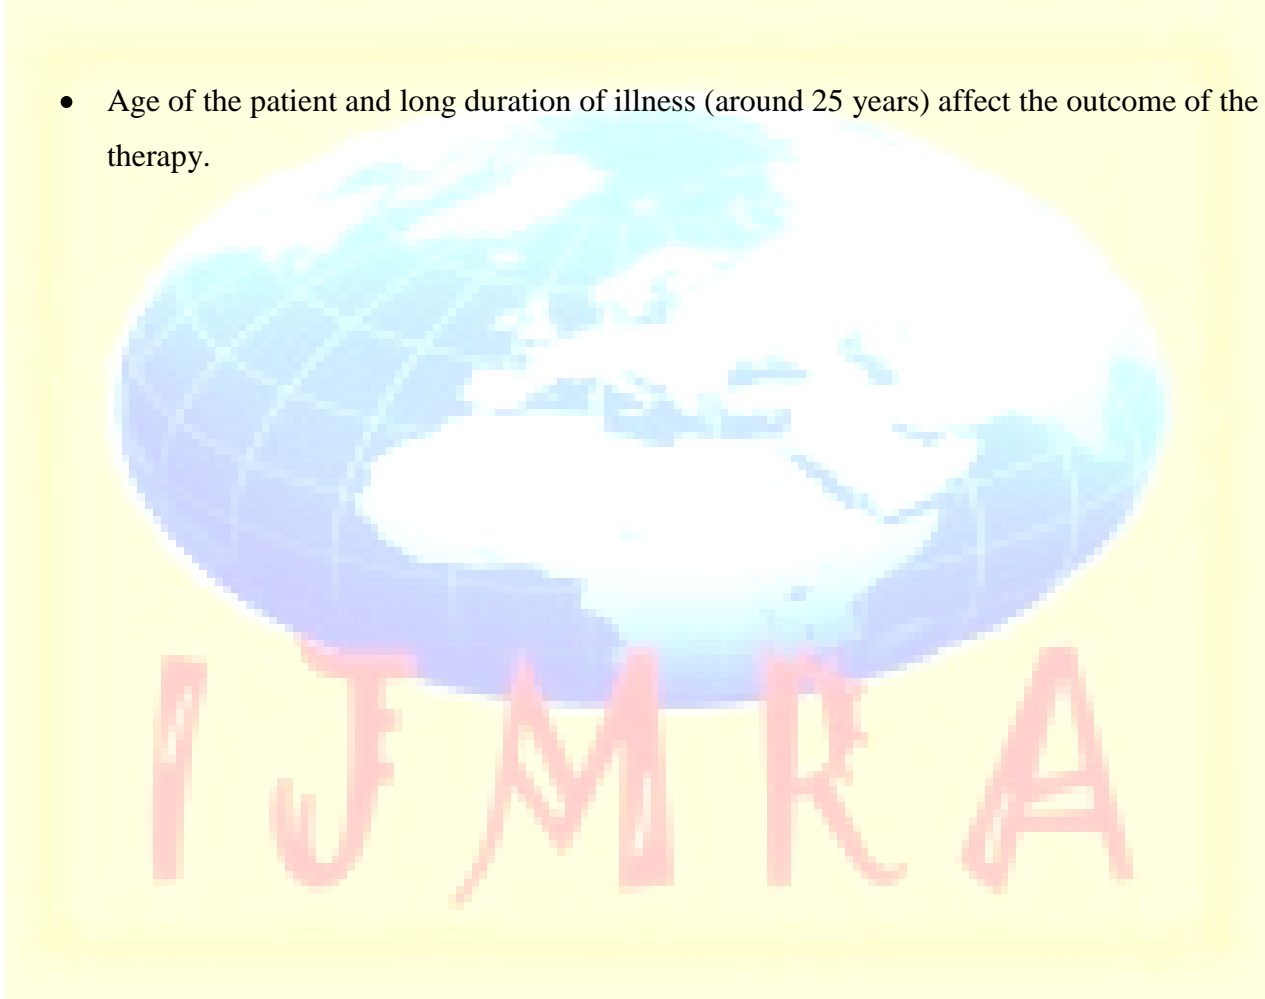 • Age of the patient and long duration of illness (around 25 years) affect the outcome of the
therapy.
IJMRA